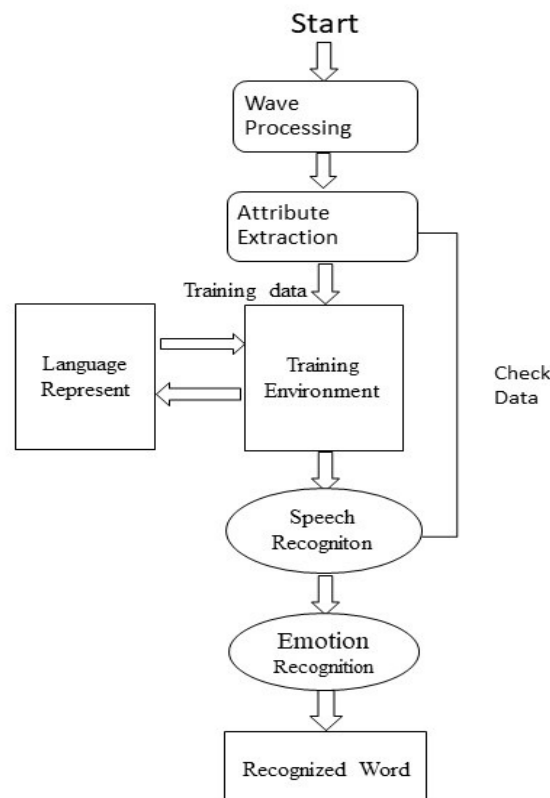 Start
Wave
Processing
Attribute
Extraction
Training data
Language
Represent
Training
Environment
Check
Data
Speech
Recogniton
Emotion
Recognition
Recognized Word